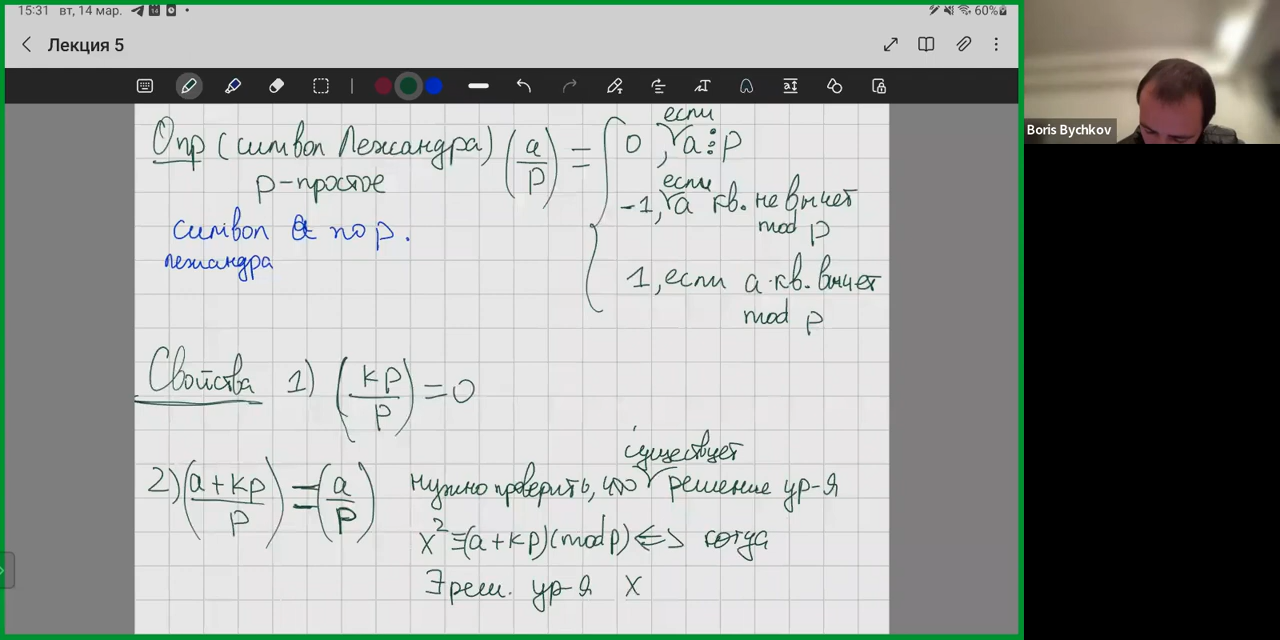 15:31 вт, 14 мар.
60%
Лекция 5
Boris Bychkov
Опр (символ Лежандра) (a/p) = { 0, если a ⋮ p
p - простое
-1, если a кв. не вычет mod p
символ a по p.
лежандра
1, если a - кв. вычет mod p
Свойства 1) (kp/p) = 0
2) (a+kp/p) = (a/p) нужно проверить, что существует решение ур-я
x² ≡ (a+kp)(mod p) <=> когда
∃ реш. ур-я x